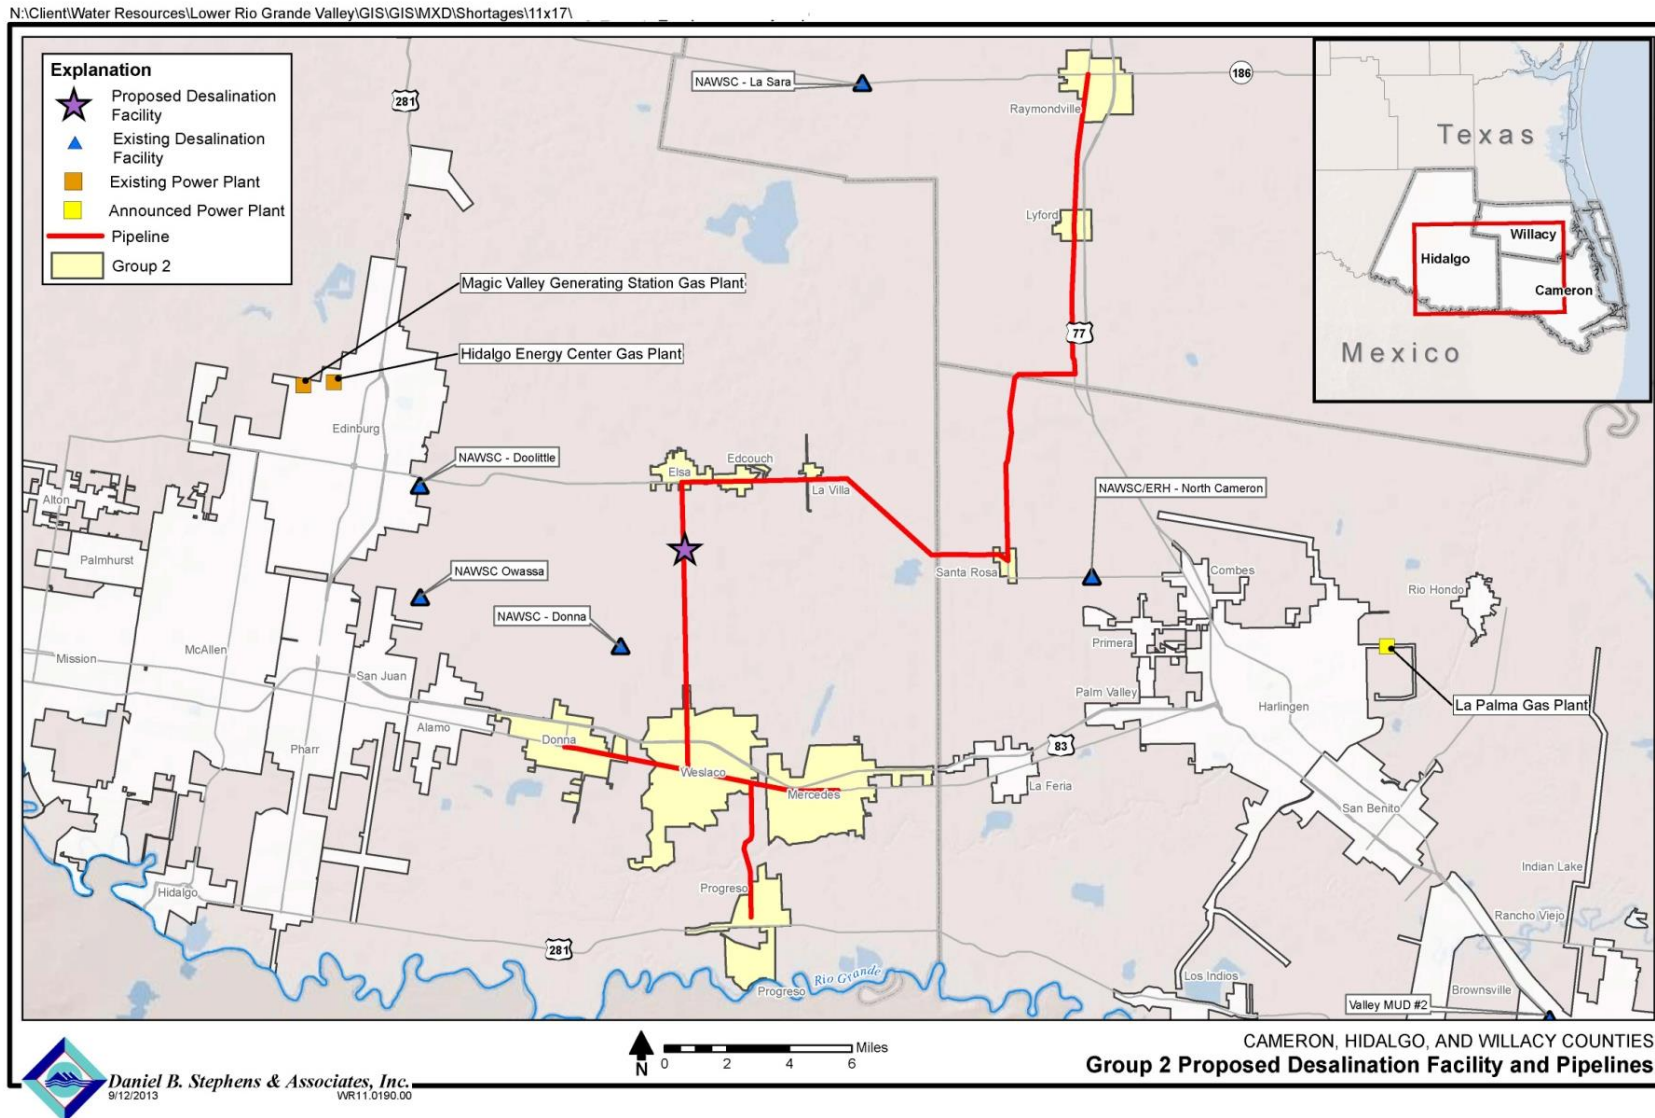 N:\Client\Water Resources\Lower Rio Grande Valley\GIS\GIS\MXD\Shortages\11x17\
Explanation
Proposed Desalination
Facility
Existing Desalination
Facility
Existing Power Plant
Announced Power Plant
Pipeline
Group 2
281
NAWSC - La Sara
186
Raymondville
Lyford
77
Texas
Willacy
Hidalgo
Cameron
Mexico
Magic Valley Generating Station Gas Plant
Hidalgo Energy Center Gas Plant
Edinburg
NAWSC - Doolittle
Elsa
Edcouch
La Villa
NAWSC/ERH - North Cameron
Alton
Palmhurst
NAWSC Owassa
Santa Rosa
Combes
Rio Hondo
NAWSC - Donna
Mission
McAllen
San Juan
Primera
Palm Valley
Harlingen
La Palma Gas Plant
Alamo
Pharr
Donna
Weslaco
Mercedes
83
La Feria
San Benito
Hidalgo
Progreso
Indian Lake
Rancho Viejo
281
Rio Grande
Progreso
Los Indios
Brownsville
Valley MUD #2
Daniel B. Stephens & Associates, Inc.
9/12/2013
WR11.0190.00
N
0 2 4 6
Miles
CAMERON, HIDALGO, AND WILLACY COUNTIES
Group 2 Proposed Desalination Facility and Pipelines